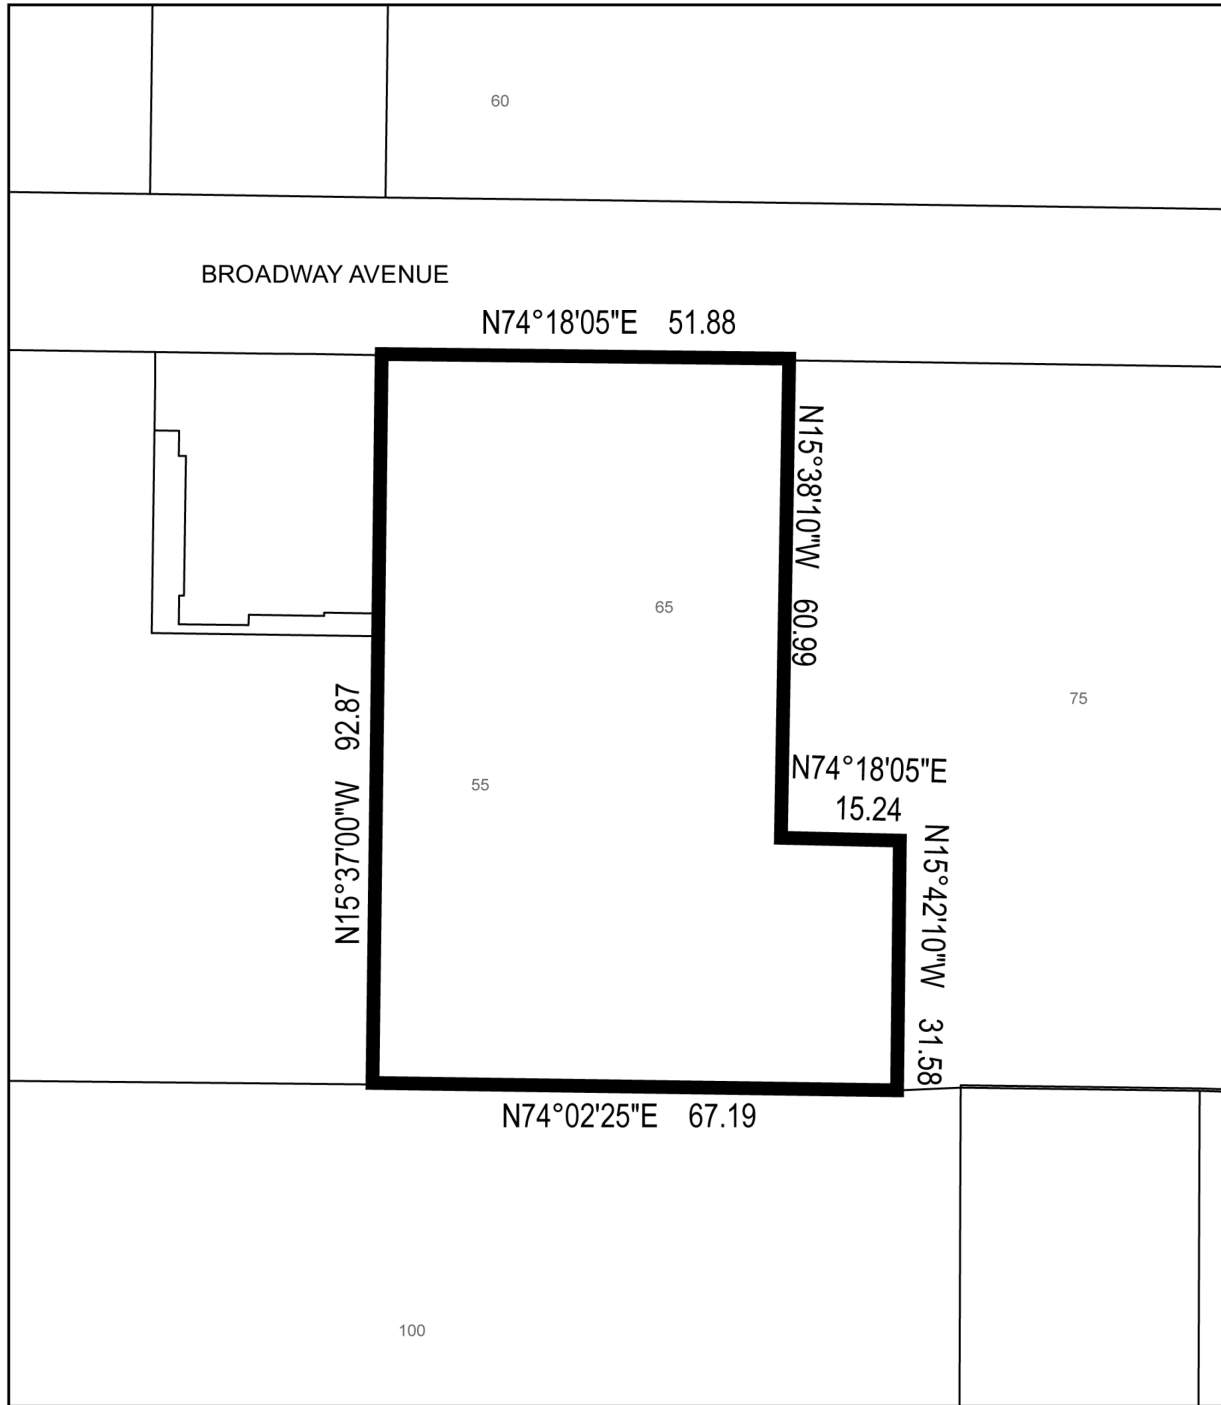 60
BROADWAY AVENUE
N74°18'05"E 51.88
N15°38'10"W 60.99
65
75
N15°37'00"W 92.87
55
N74°18'05"E
15.24
N15°42'10"W 31.58
N74°02'25"E 67.19
100